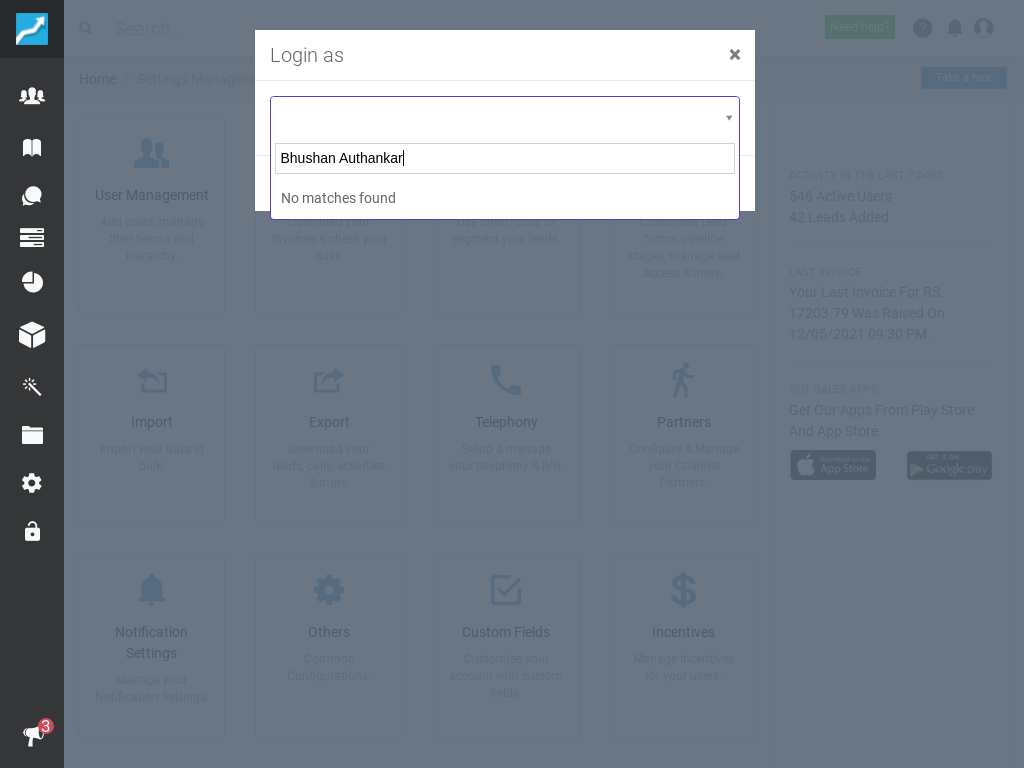 Search...
Need help?
Login as
×
Home > Settings Managem
Take a tour
Bhushan Authankar
No matches found
User Management
Add users, manage
their teams and
hierarchy.
Download your
invoices & check your
dues.
Use Smart Lists to
segment your leads.
Customise Lead
forms, pipeline
stages, manage lead
access & more.
ACTIVITY IN THE LAST 7 DAYS
546 Active Users
42 Leads Added
LAST INVOICE
Your Last Invoice For RS.
17203.79 Was Raised On
12/05/2021 09:30 PM.
OUT SALES APPS
Get Our Apps From Play Store
And App Store.
Download on the
App Store
GET IT ON
Google play
Import
Import your data in
bulk.
Export
Download your
leads, calls, activities
& more.
Telephony
Setup & manage
your telephony & IVR
Partners
Configure & Manage
your Channel
Partners.
Notification
Settings
Manage your
Notification Settings.
Others
Common
Configurations.
Custom Fields
Customise your
account with custom
fields.
Incentives
Manage Incentives
for your users.
3